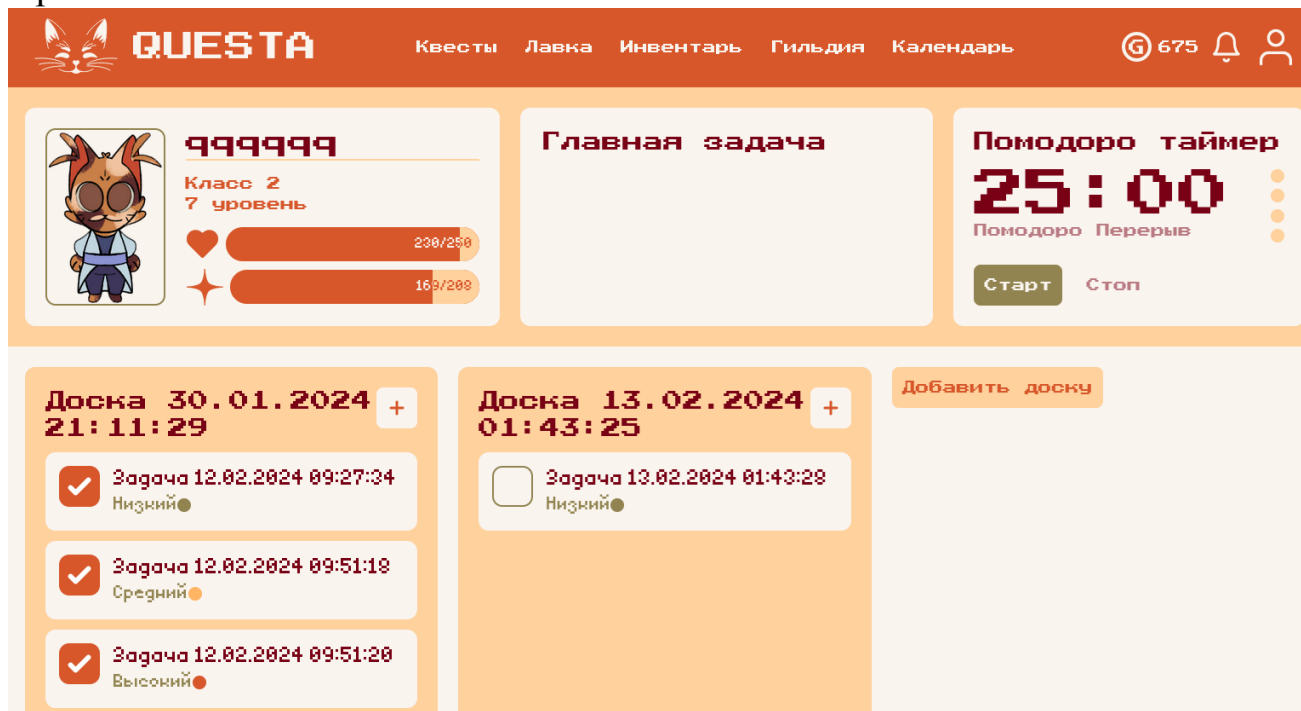 QUESTA
Квесты Лавка Инвентарь Гильдия Календарь
G 675
qqqqqq
Класс 2
7 уровень
230/250
169/208
Главная задача
Помодоро таймер
25:00
Помодоро Перерыв
Старт Стоп
Доска 30.01.2024
21:11:29
+
Задача 12.02.2024 09:27:34
Низкий
Задача 12.02.2024 09:51:18
Средний
Задача 12.02.2024 09:51:20
Высокий
Доска 13.02.2024
01:43:25
+
Задача 13.02.2024 01:43:28
Низкий
Добавить доску